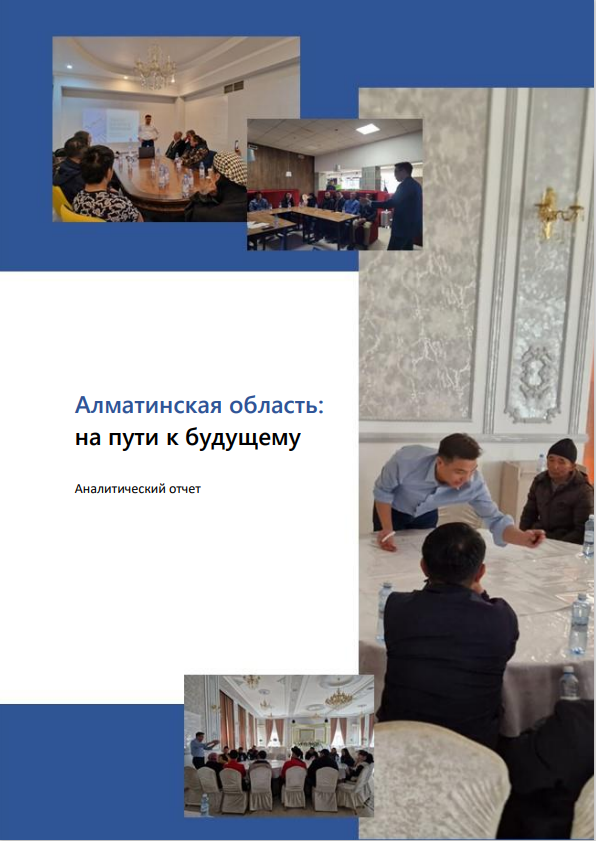 Алматинская область:
на пути к будущему
Аналитический отчет